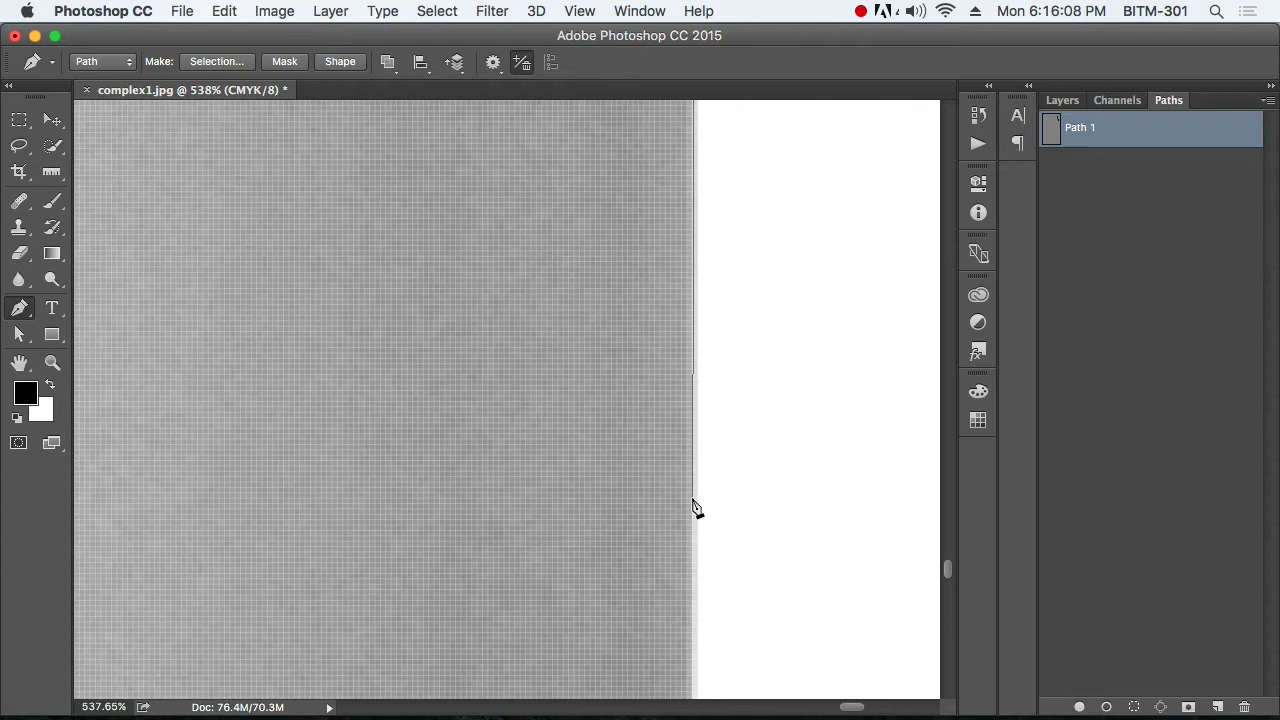 Photoshop CC File Edit Image Layer Type Select Filter 3D View Window Help Mon 6:16:08 PM BITM-301
Adobe Photoshop CC 2015
Path Make: Selection... Mask Shape
complex1.jpg @ 538% (CMYK/8) *
Layers Channels Paths
Path 1
537.65% Doc: 76.4M/70.3M